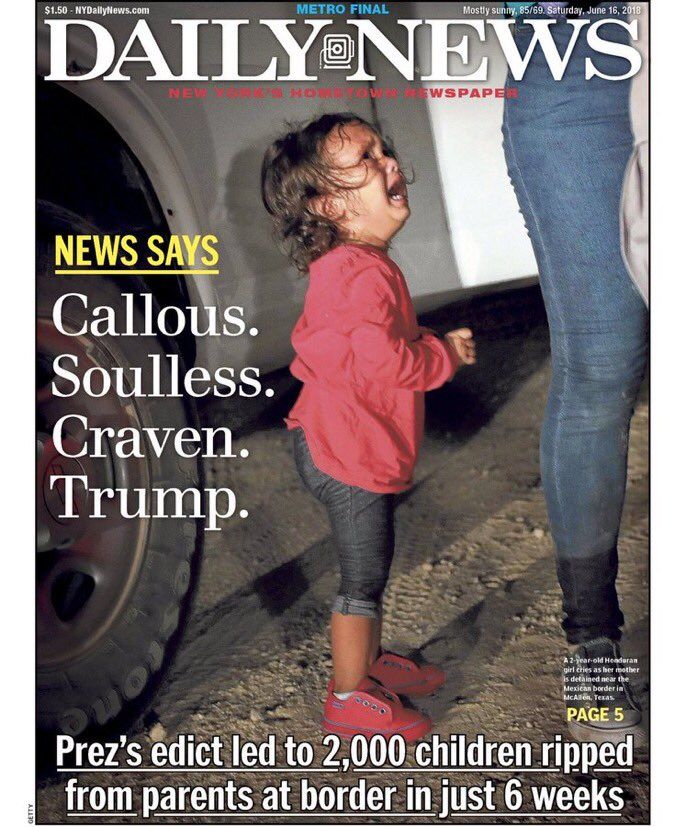 $1.50 - NYDailyNews.com
METRO FINAL
Mostly sunny, 85/69. Saturday, June 16, 2018
DAILY NEWS
NEW YORK'S HOMETOWN NEWSPAPER
NEWS SAYS
Callous.
Soulless.
Craven.
Trump.
A 2-year-old Honduran
girl cries as her mother
is detained near the
Mexican border in
McAllen, Texas.
PAGE 5
Prez's edict led to 2,000 children ripped
from parents at border in just 6 weeks
GETTY